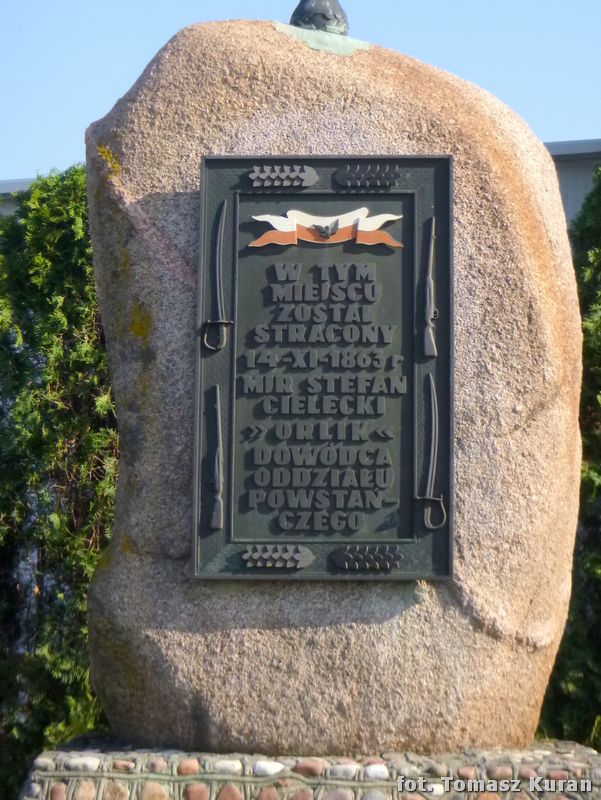 W TYM
MIEJSCU
ZOSTAŁ
STRACONY
14-XI-1863 r
MJR STEFAN
CIELECKI
»ORLIK«
DOWÓDCA
ODDZIAŁU
POWSTAŃ-
CZEGO
fot. Tomasz Kuran